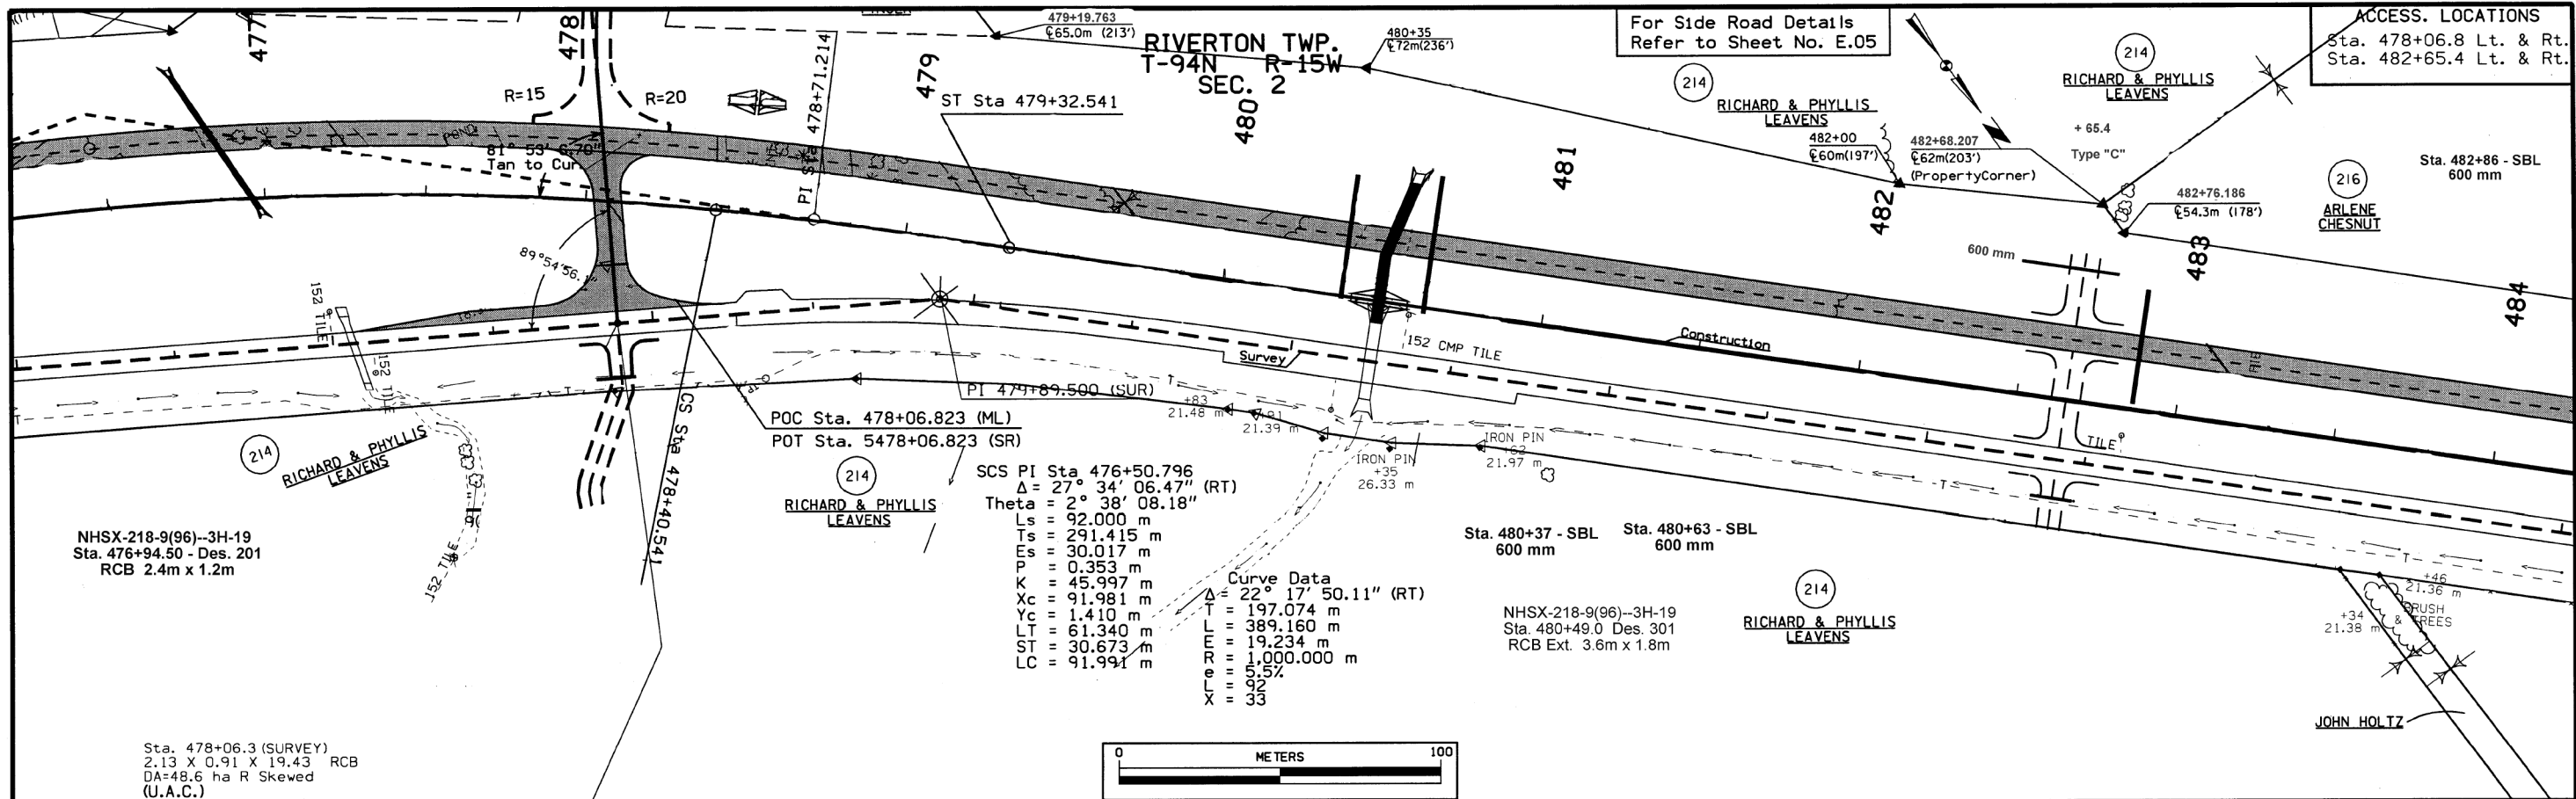 477
478
479
480
481
482
483
484
479+19.763
℄65.0m (213')
RIVERTON TWP.
T-94N R-15W
SEC. 2
480+35
℄72m(236')
For Side Road Details
Refer to Sheet No. E.05
ACCESS. LOCATIONS
Sta. 478+06.8 Lt. & Rt.
Sta. 482+65.4 Lt. & Rt.
214
RICHARD & PHYLLIS
LEAVENS
214
RICHARD & PHYLLIS
LEAVENS
482+00
℄60m(197')
482+68.207
℄62m(203')
(PropertyCorner)
+ 65.4
Type "C"
Sta. 482+86 - SBL
600 mm
216
ARLENE
CHESNUT
482+76.186
℄54.3m (178')
R=15
R=20
PI Sta 478+71.214
ST Sta 479+32.541
POND
81° 53' 6.70"
Tan to Cur
89°54'56.
600 mm
152 TILE
152 TILE
152 TILE
152 CMP TILE
Survey
Construction
TILE
PI 479+89.500 (SUR)
POC Sta. 478+06.823 (ML)
POT Sta. 5478+06.823 (SR)
CS Sta 478+40.541
+83
21.48 m
21.39 m
IRON PIN
+35
26.33 m
IRON PIN
+62
21.97 m
214
RICHARD & PHYLLIS
LEAVENS
214
RICHARD & PHYLLIS
LEAVENS
SCS PI Sta 476+50.796
Δ = 27° 34' 06.47" (RT)
Theta = 2° 38' 08.18"
Ls = 92.000 m
Ts = 291.415 m
Es = 30.017 m
P = 0.353 m
K = 45.997 m
Xc = 91.981 m
Yc = 1.410 m
LT = 61.340 m
ST = 30.673 m
LC = 91.991 m
Curve Data
Δ = 22° 17' 50.11" (RT)
T = 197.074 m
L = 389.160 m
E = 19.234 m
R = 1,000.000 m
e = 5.5%
L = 92
X = 33
NHSX-218-9(96)--3H-19
Sta. 476+94.50 - Des. 201
RCB 2.4m x 1.2m
Sta. 480+37 - SBL
600 mm
Sta. 480+63 - SBL
600 mm
NHSX-218-9(96)--3H-19
Sta. 480+49.0 Des. 301
RCB Ext. 3.6m x 1.8m
214
RICHARD & PHYLLIS
LEAVENS
+46
21.36 m
BRUSH
& TREES
+34
21.38 m
JOHN HOLTZ
Sta. 478+06.3 (SURVEY)
2.13 X 0.91 X 19.43 RCB
DA=48.6 ha R Skewed
(U.A.C.)
0 METERS 100